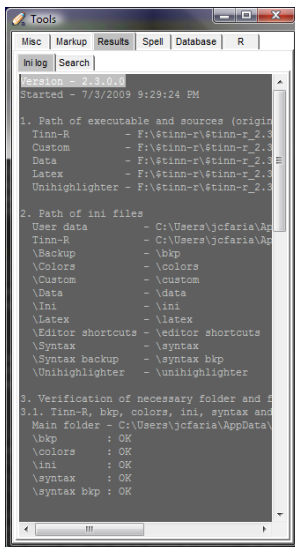 Tools
Misc Markup Results Spell Database R
Ini log Search
Version - 2.3.0.0
Started - 7/3/2009 9:29:24 PM
1. Path of executable and sources (origin
Tinn-R - F:\$tinn-r\$tinn-r_2.3
Custom - F:\$tinn-r\$tinn-r_2.3
Data - F:\$tinn-r\$tinn-r_2.3
Latex - F:\$tinn-r\$tinn-r_2.3
Unihighlighter - F:\$tinn-r\$tinn-r_2.3
2. Path of ini files
User data - C:\Users\jcfaria\Ap
Tinn-R - C:\Users\jcfaria\Ap
\Backup - \bkp
\Colors - \colors
\Custom - \custom
\Data - \data
\Ini - \ini
\Latex - \latex
\Editor shortcuts - \editor shortcuts
\Syntax - \syntax
\Syntax backup - \syntax bkp
\Unihighlighter - \unihighlighter
3. Verification of necessary folder and f
3.1. Tinn-R, bkp, colors, ini, syntax and
Main folder - C:\Users\jcfaria\AppData\
\bkp : OK
\colors : OK
\ini : OK
\syntax : OK
\syntax bkp : OK